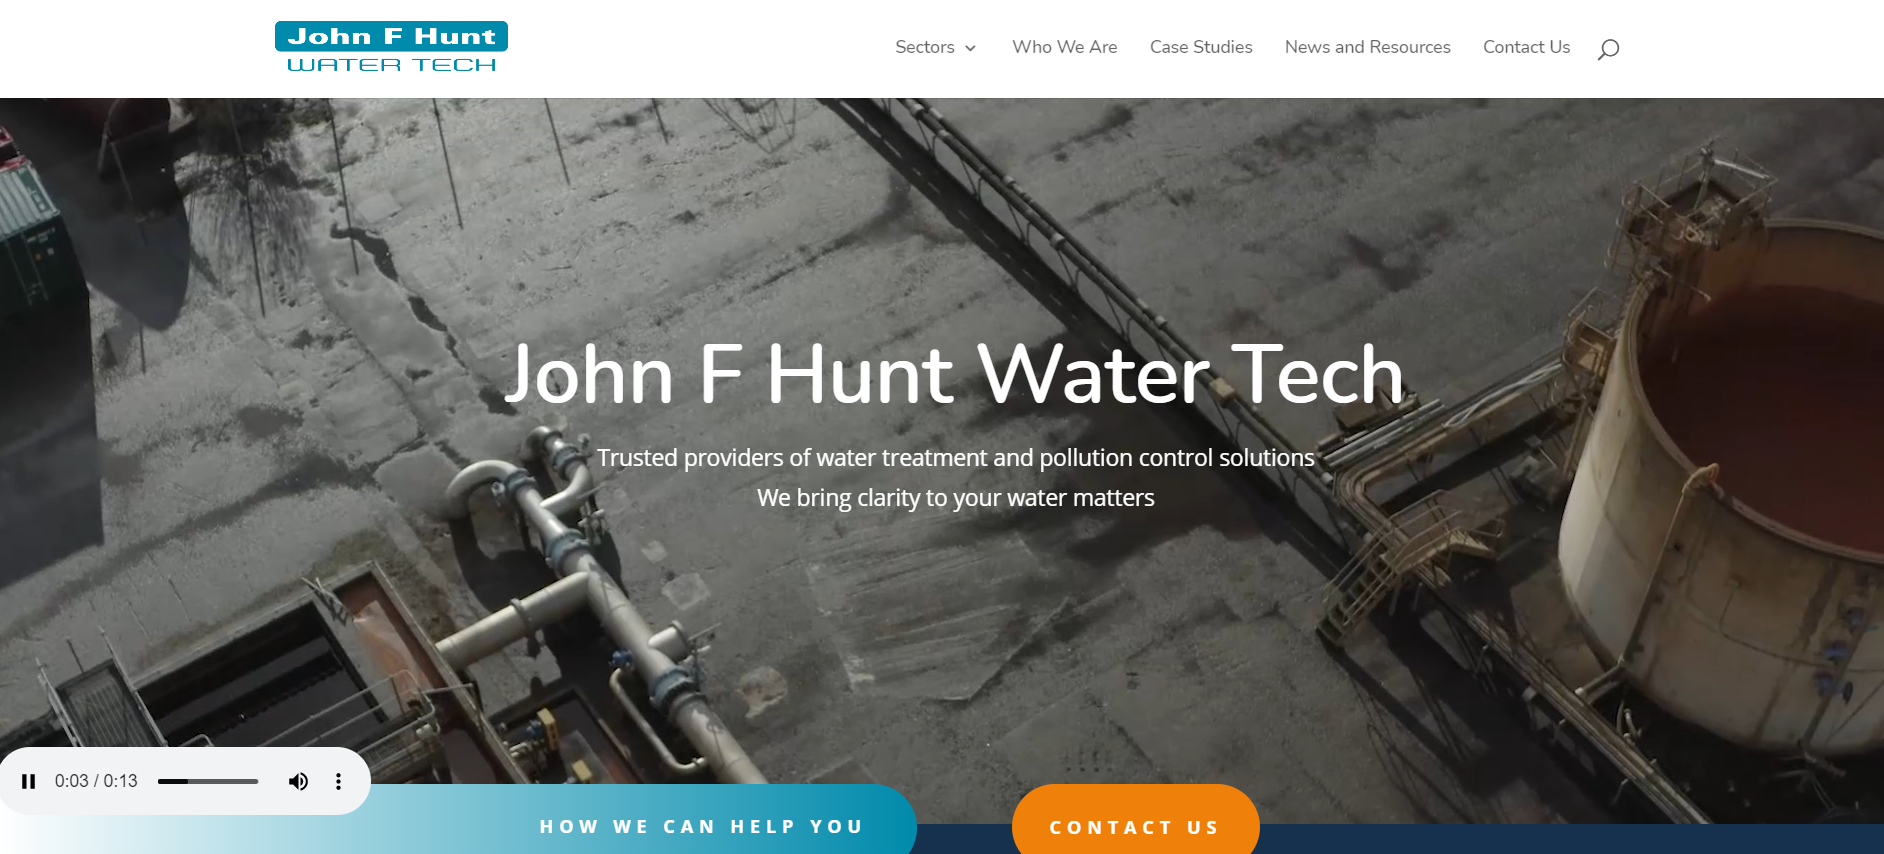 John F Hunt
WATER TECH
Sectors
Who We Are
Case Studies
News and Resources
Contact Us
John F Hunt Water Tech
Trusted providers of water treatment and pollution control solutions
We bring clarity to your water matters
0:03 / 0:13
HOW WE CAN HELP YOU
CONTACT US